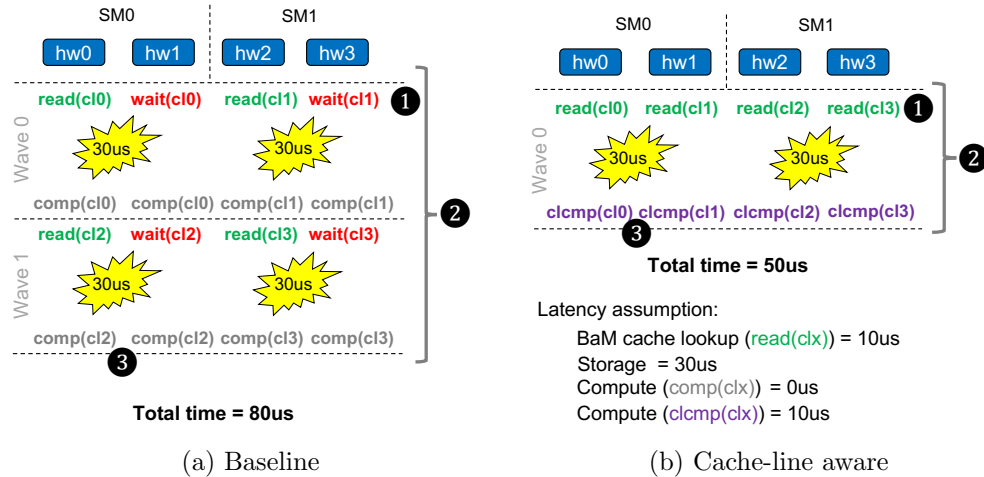 SM0 SM1
hw0 hw1 hw2 hw3
read(cl0) wait(cl0) read(cl1) wait(cl1) 1
Wave 0
30us 30us
comp(cl0) comp(cl0) comp(cl1) comp(cl1)
2
read(cl2) wait(cl2) read(cl3) wait(cl3)
Wave 1
30us 30us
comp(cl2) comp(cl2) comp(cl3) comp(cl3)
3
Total time = 80us
(a) Baseline
SM0 SM1
hw0 hw1 hw2 hw3
read(cl0) read(cl1) read(cl2) read(cl3) 1
Wave 0
30us 30us
2
clcmp(cl0) clcmp(cl1) clcmp(cl2) clcmp(cl3)
3
Total time = 50us
Latency assumption:
BaM cache lookup (read(clx)) = 10us
Storage = 30us
Compute (comp(clx)) = 0us
Compute (clcmp(clx)) = 10us
(b) Cache-line aware